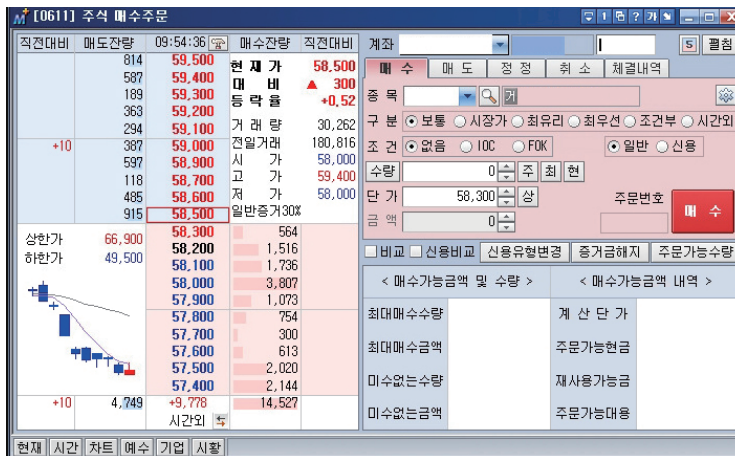 [0611] 주식 매수주문
직전대비 매도잔량 09:54:36 매수잔량 직전대비
814 59,500 현재가 58,500
587 59,400 대비 ▲ 300
189 59,300 등락율 +0,52
363 59,200
294 59,100 거래량 30,262
+10 387 59,000 전일거래 180,816
597 58,900 시가 58,000
118 58,700 고가 59,400
485 58,600 저가 58,000
915 58,500 일반증거30%
58,300 564
상한가 66,900 58,200 1,516
하한가 49,500 58,100 1,736
58,000 3,807
57,900 1,073
57,800 754
57,700 300
57,600 613
57,500 2,020
57,400 2,144
+10 4,749 +9,778 14,527
시간외
현재 시간 차트 예수 기업 시황
계좌 S 펼침
매수 매도 정정 취소 체결내역
종목 거
구분 보통 시장가 최유리 최우선 조건부 시간외
조건 없음 IOC FOK 일반 신용
수량 0 주 최 현
단가 58,300 상 주문번호
금액 0 매수
비교 신용비교 신용유형변경 증거금해지 주문가능수량
< 매수가능금액 및 수량 > < 매수가능금액 내역 >
최대매수수량 계산단가
최대매수금액 주문가능현금
미수없는수량 재사용가능금
미수없는금액 주문가능대용